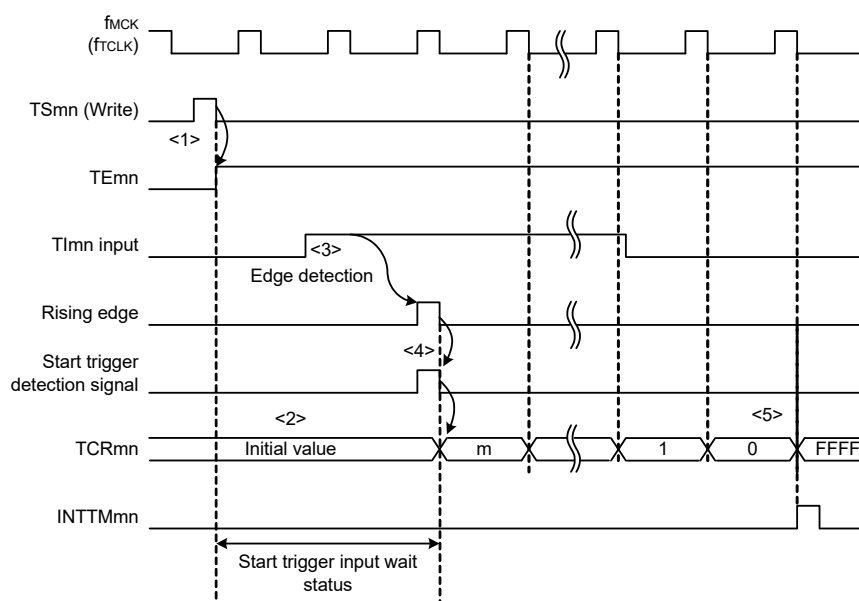 fMCK
(fTCLK)
TSmn (Write)
<1>
TEmn
TImn input
<3>
Edge detection
Rising edge
<4>
Start trigger
detection signal
<2>
<5>
TCRmn
Initial value
m
1
0
FFFF
INTTMmn
Start trigger input wait
status